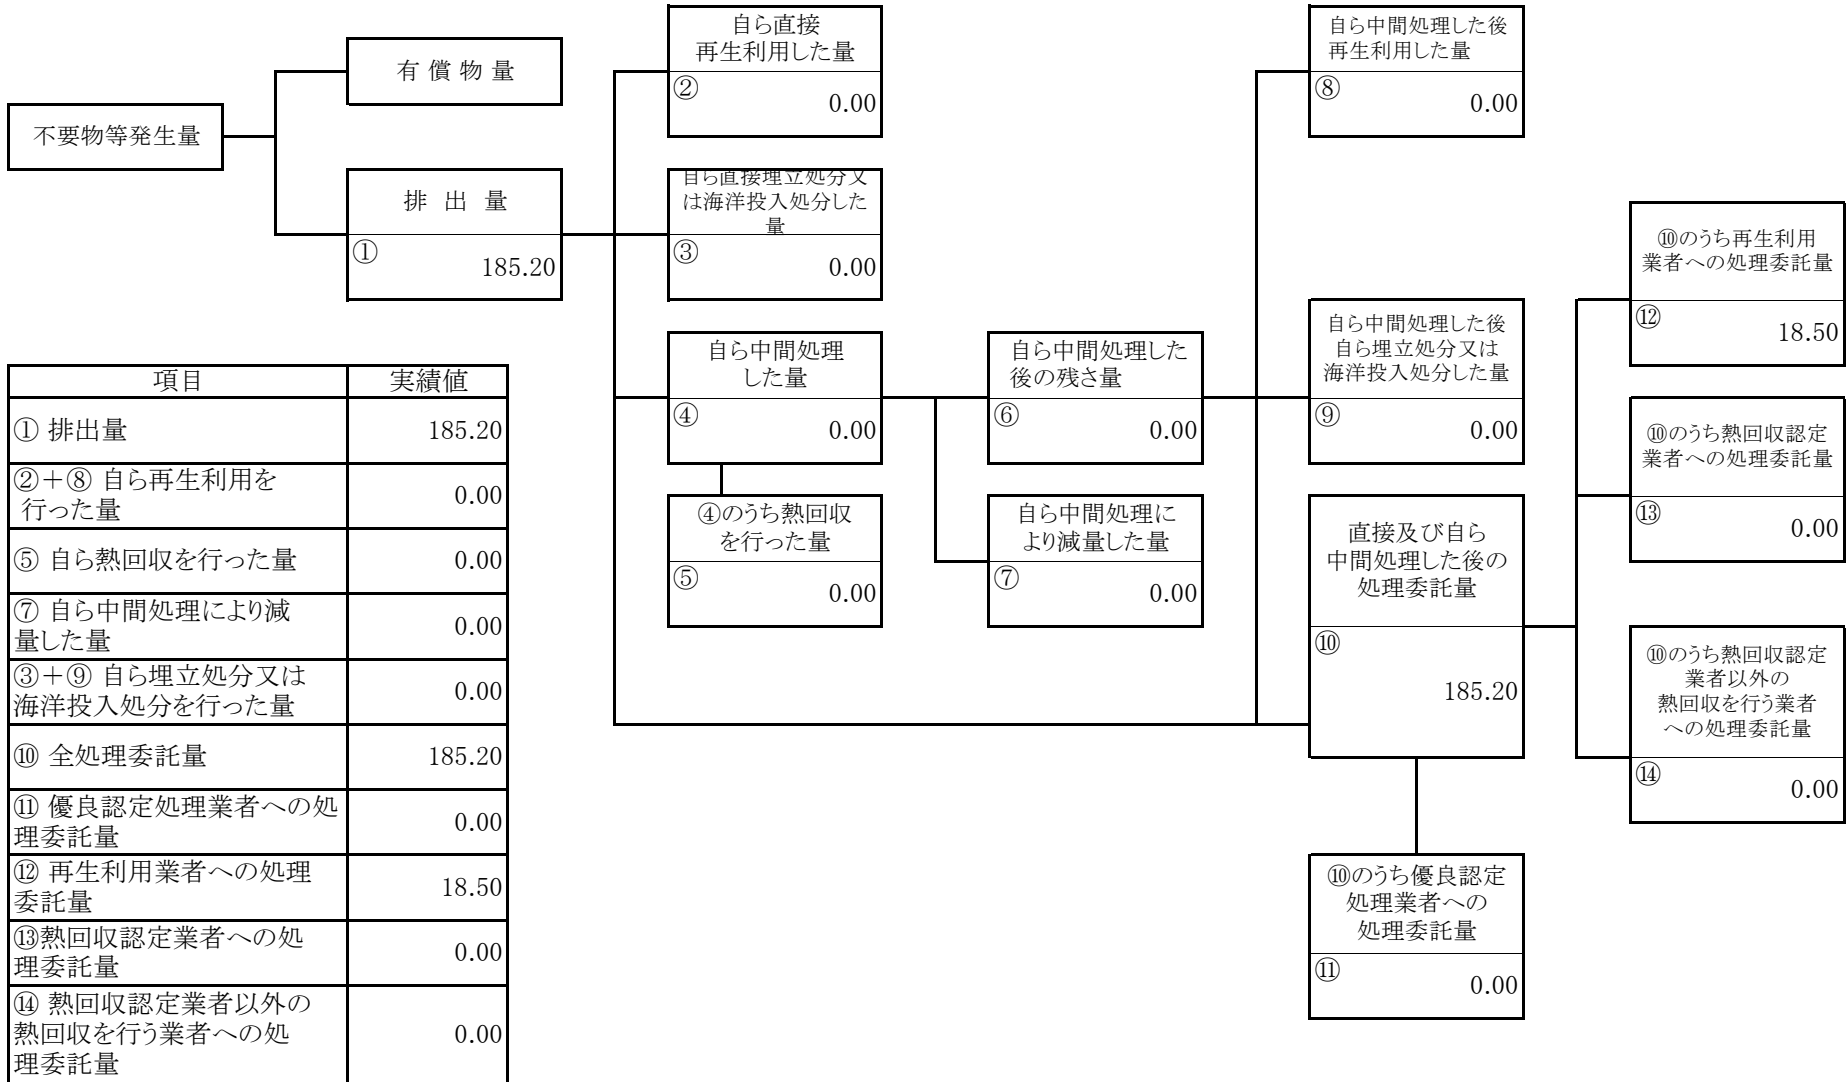 不要物等発生量
有 償 物 量
排 出 量
①
185.20
自ら直接
再生利用した量
②
0.00
自ら直接埋立処分又
は海洋投入処分した
量
③
0.00
自ら中間処理
した量
④
0.00
④のうち熱回収
を行った量
⑤
0.00
自ら中間処理した
後の残さ量
⑥
0.00
自ら中間処理に
より減量した量
⑦
0.00
自ら中間処理した後
再生利用した量
⑧
0.00
自ら中間処理した後
自ら埋立処分又は
海洋投入処分した量
⑨
0.00
直接及び自ら
中間処理した後の
処理委託量
⑩
185.20
⑩のうち優良認定
処理業者への
処理委託量
⑪
0.00
⑩のうち再生利用
業者への処理委託量
⑫
18.50
⑩のうち熱回収認定
業者への処理委託量
⑬
0.00
⑩のうち熱回収認定
業者以外の
熱回収を行う業者
への処理委託量
⑭
0.00
項目 実績値
① 排出量 185.20
②+⑧ 自ら再生利用を
行った量 0.00
⑤ 自ら熱回収を行った量 0.00
⑦ 自ら中間処理により減
量した量 0.00
③+⑨ 自ら埋立処分又は
海洋投入処分を行った量 0.00
⑩ 全処理委託量 185.20
⑪ 優良認定処理業者への処
理委託量 0.00
⑫ 再生利用業者への処理
委託量 18.50
⑬熱回収認定業者への処
理委託量 0.00
⑭ 熱回収認定業者以外の
熱回収を行う業者への処
理委託量 0.00